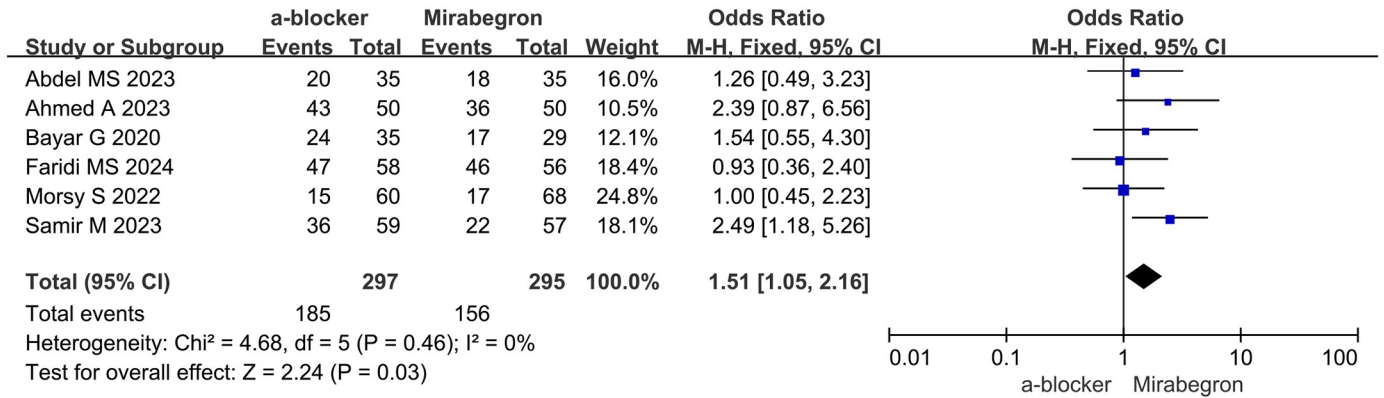 a-blocker Mirabegron Odds Ratio Odds Ratio
Study or Subgroup Events Total Events Total Weight M-H, Fixed, 95% CI M-H, Fixed, 95% CI
Abdel MS 2023 20 35 18 35 16.0% 1.26 [0.49, 3.23]
Ahmed A 2023 43 50 36 50 10.5% 2.39 [0.87, 6.56]
Bayar G 2020 24 35 17 29 12.1% 1.54 [0.55, 4.30]
Faridi MS 2024 47 58 46 56 18.4% 0.93 [0.36, 2.40]
Morsy S 2022 15 60 17 68 24.8% 1.00 [0.45, 2.23]
Samir M 2023 36 59 22 57 18.1% 2.49 [1.18, 5.26]
Total (95% CI) 297 295 100.0% 1.51 [1.05, 2.16]
Total events 185 156
Heterogeneity: Chi² = 4.68, df = 5 (P = 0.46); I² = 0%
Test for overall effect: Z = 2.24 (P = 0.03)
0.01 0.1 1 10 100
a-blocker Mirabegron